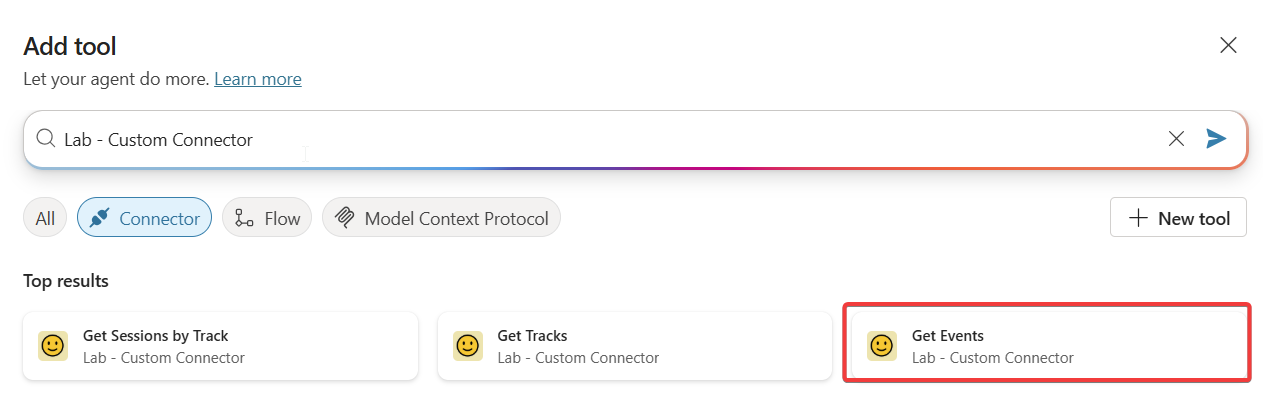 Add tool
Let your agent do more. Learn more
Lab - Custom Connector
All Connector Flow Model Context Protocol New tool
Top results
Get Sessions by Track
Lab - Custom Connector
Get Tracks
Lab - Custom Connector
Get Events
Lab - Custom Connector